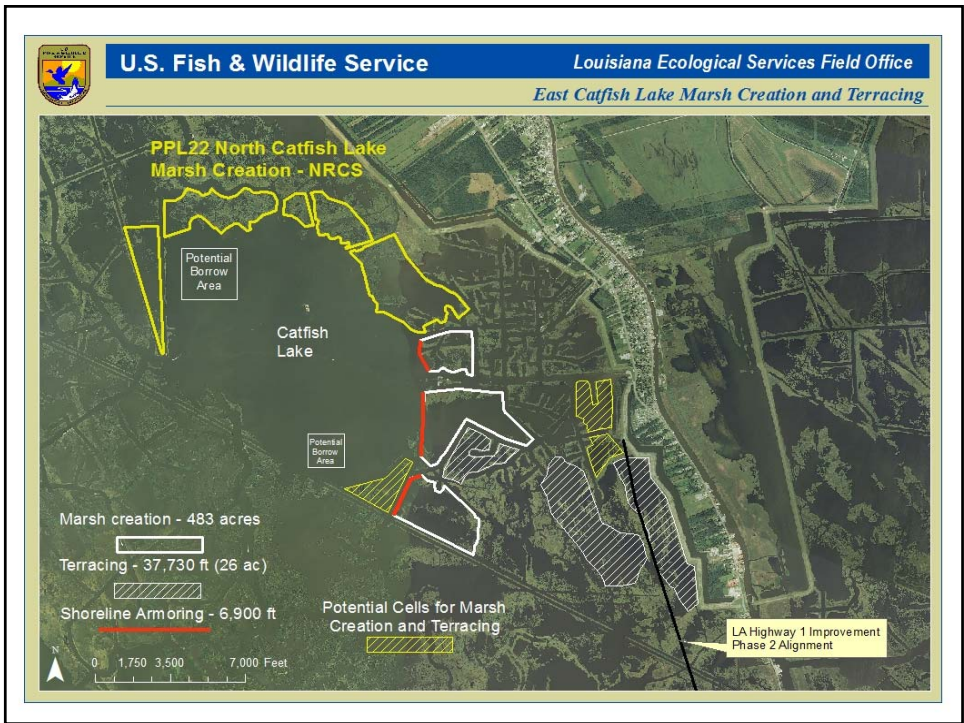 U.S. Fish & Wildlife Service
Louisiana Ecological Services Field Office
East Catfish Lake Marsh Creation and Terracing
PPL22 North Catfish Lake
Marsh Creation - NRCS
Potential
Borrow
Area
Catfish
Lake
Potential
Borrow
Area
Marsh creation - 483 acres
Terracing - 37,730 ft (26 ac)
Shoreline Armoring - 6,900 ft
Potential Cells for Marsh
Creation and Terracing
LA Highway 1 Improvement
Phase 2 Alignment
N
0 1,750 3,500 7,000 Feet